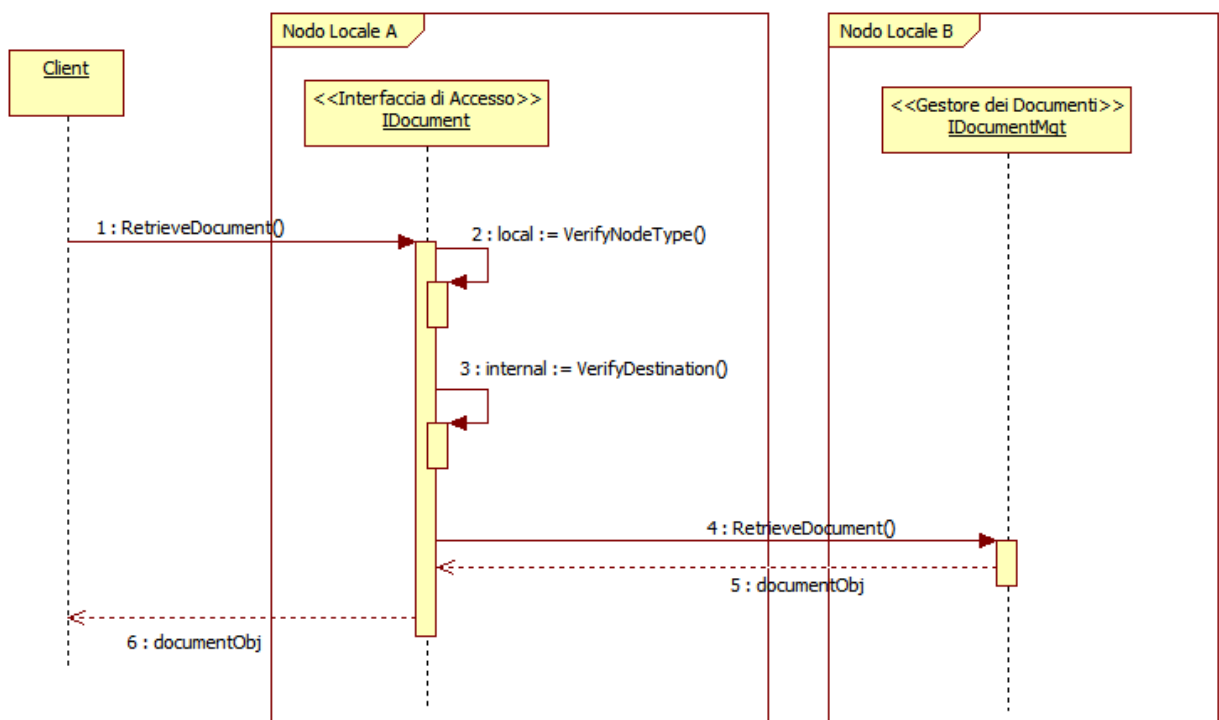 Nodo Locale A
Nodo Locale B
Client
<<Interfaccia di Accesso>>
IDocument
<<Gestore dei Documenti>>
IDocumentMgt
1 : RetrieveDocument()
2 : local := VerifyNodeType()
3 : internal := VerifyDestination()
4 : RetrieveDocument()
5 : documentObj
6 : documentObj